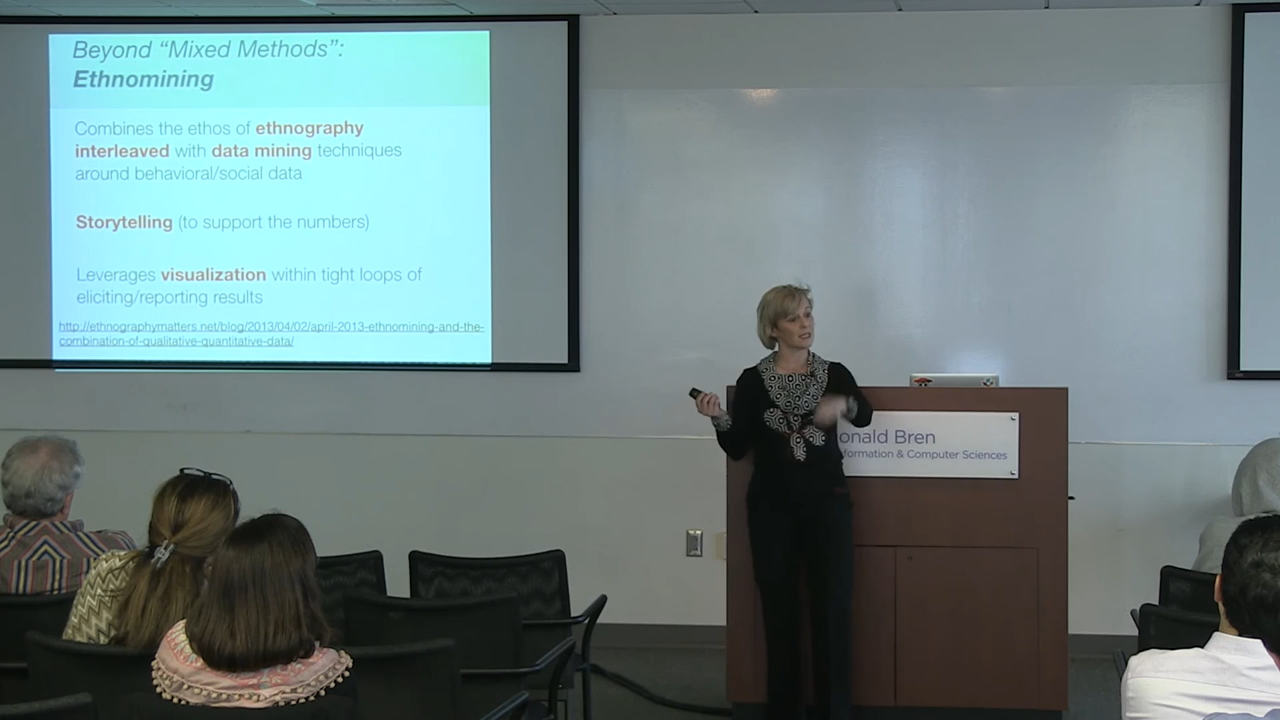 Beyond “Mixed Methods”:
Ethnomining
Combines the ethos of ethnography
interleaved with data mining techniques
around behavioral/social data
Storytelling (to support the numbers)
Leverages visualization within tight loops of
eliciting/reporting results
http://ethnographymatters.net/blog/2013/04/02/april-2013-ethnomining-and-the-
combination-of-qualitative-quantitative-data/
onald Bren
formation & Computer Sciences